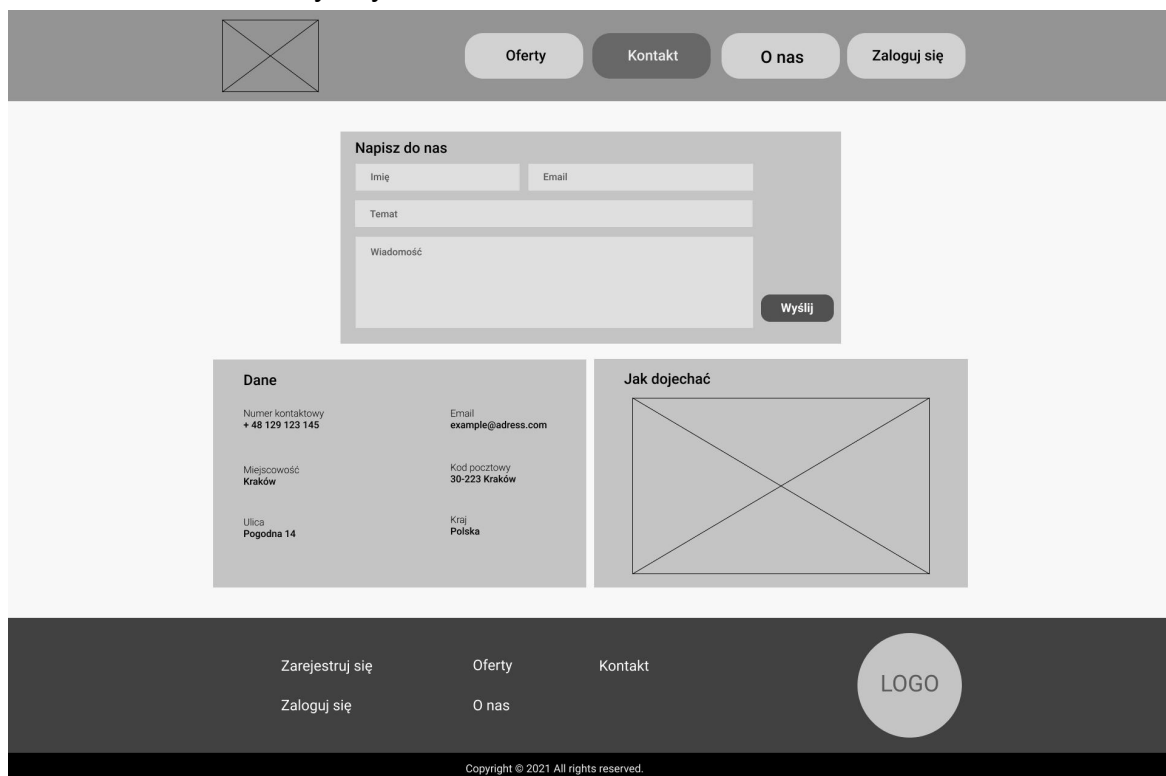 Oferty Kontakt O nas Zaloguj się
Napisz do nas
Imię Email
Temat
Wiadomość
Wyślij
Dane
Numer kontaktowy Email
+ 48 129 123 145 example@adress.com
Miejscowość Kod pocztowy
Kraków 30-223 Kraków
Ulica Kraj
Pogodna 14 Polska
Jak dojechać
Zarejestruj się Oferty Kontakt
Zaloguj się O nas
LOGO
Copyright © 2021 All rights reserved.